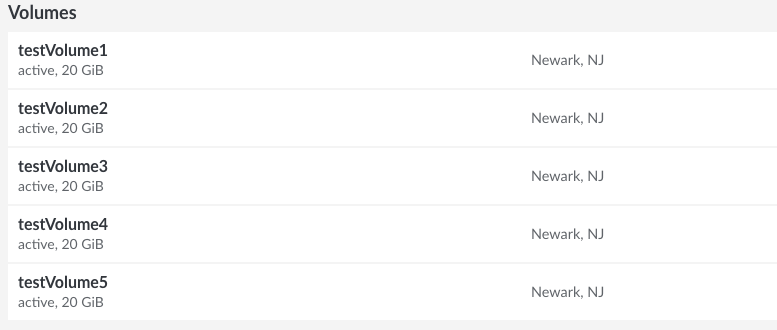 Volumes
testVolume1
active, 20 GiB
Newark, NJ
testVolume2
active, 20 GiB
Newark, NJ
testVolume3
active, 20 GiB
Newark, NJ
testVolume4
active, 20 GiB
Newark, NJ
testVolume5
active, 20 GiB
Newark, NJ